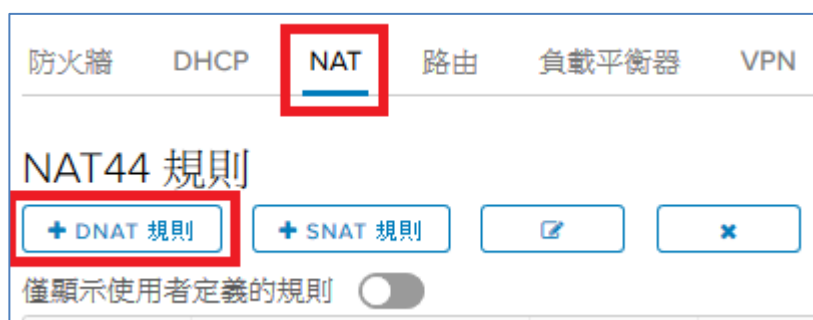 防火牆 DHCP NAT 路由 負載平衡器 VPN
NAT44 規則
+ DNAT 規則 + SNAT 規則
僅顯示使用者定義的規則